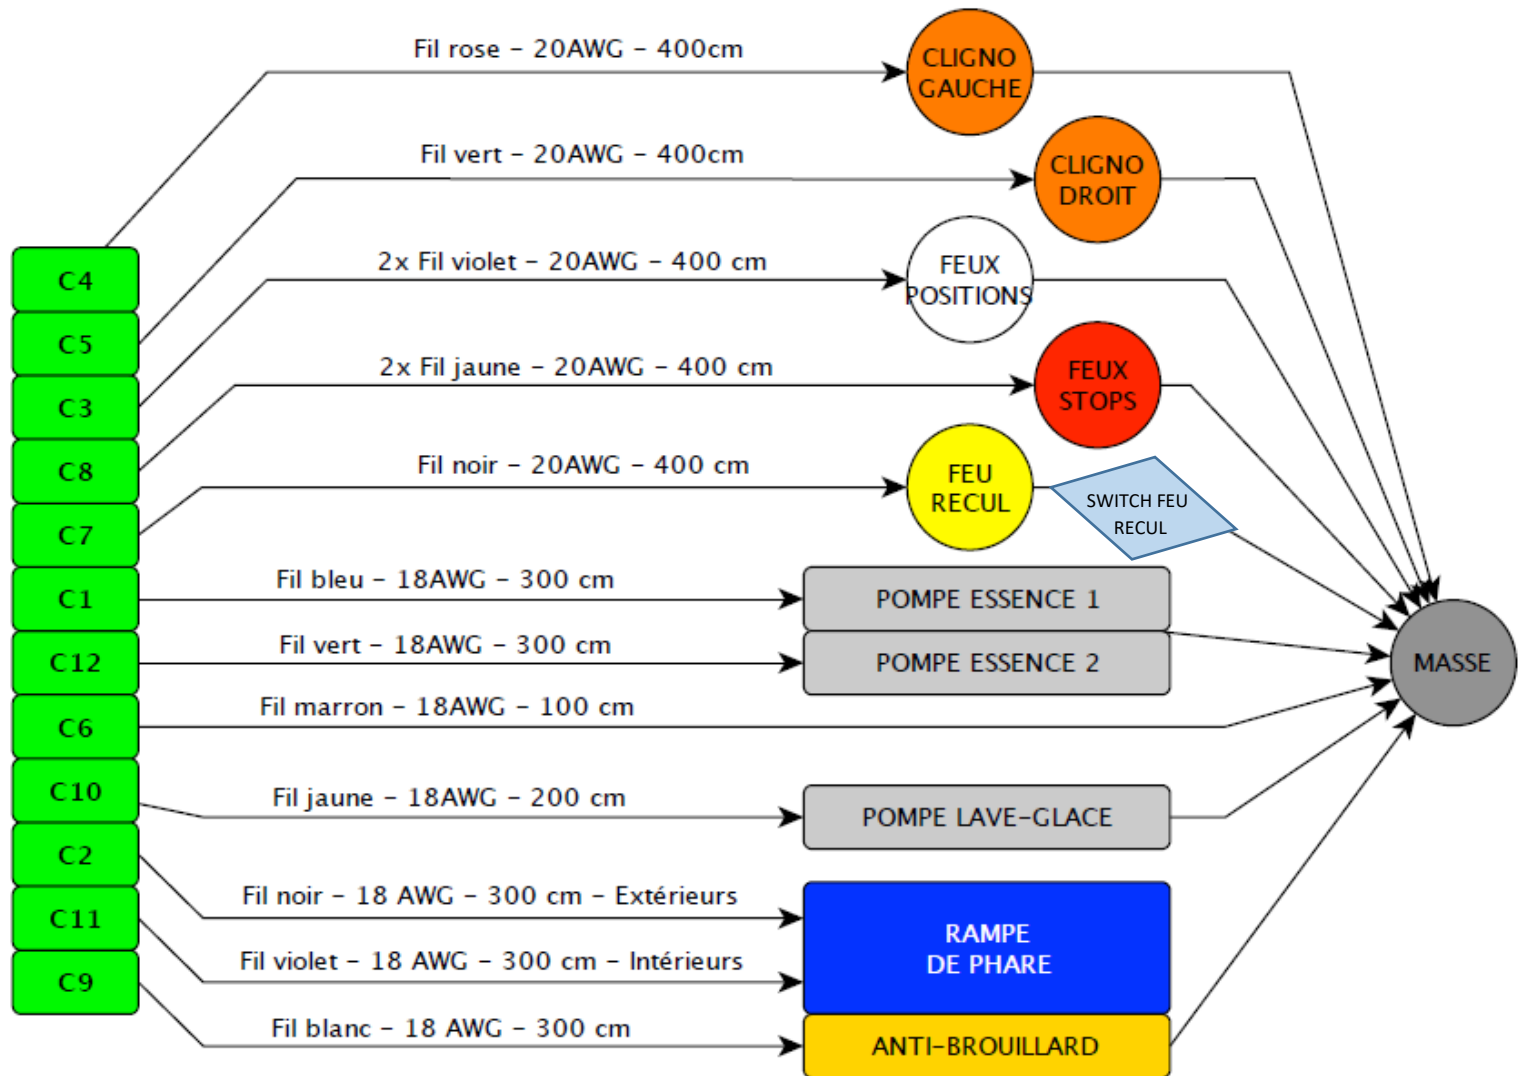 Fil rose - 20AWG - 400cm
CLIGNO
GAUCHE
Fil vert - 20AWG - 400cm
CLIGNO
DROIT
C4
2x Fil violet - 20AWG - 400 cm
FEUX
POSITIONS
C5
2x Fil jaune - 20AWG - 400 cm
FEUX
STOPS
C3
C8
Fil noir - 20AWG - 400 cm
FEU
RECUL
SWITCH FEU
RECUL
C7
Fil bleu - 18AWG - 300 cm
C1
POMPE ESSENCE 1
Fil vert - 18AWG - 300 cm
C12
POMPE ESSENCE 2
MASSE
Fil marron - 18AWG - 100 cm
C6
C10
Fil jaune - 18AWG - 200 cm
POMPE LAVE-GLACE
C2
Fil noir - 18 AWG - 300 cm - Extérieurs
C11
RAMPE
DE PHARE
Fil violet - 18 AWG - 300 cm - Intérieurs
C9
Fil blanc - 18 AWG - 300 cm
ANTI-BROUILLARD